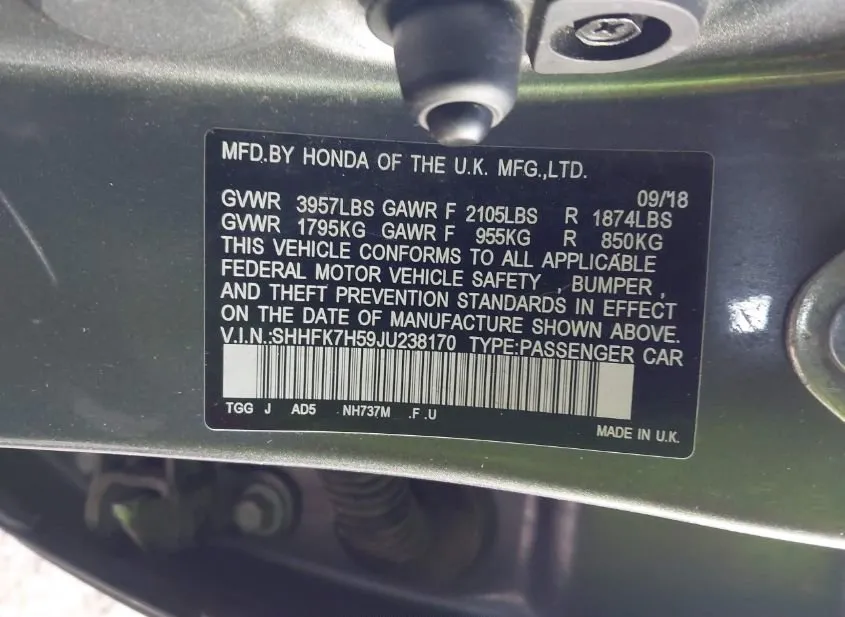 MFD.BY HONDA OF THE U.K. MFG.,LTD.
09/18
GVWR 3957LBS GAWR F 2105LBS R 1874LBS
GVWR 1795KG GAWR F 955KG R 850KG
THIS VEHICLE CONFORMS TO ALL APPLICABLE
FEDERAL MOTOR VEHICLE SAFETY , BUMPER ,
AND THEFT PREVENTION STANDARDS IN EFFECT
ON THE DATE OF MANUFACTURE SHOWN ABOVE.
V.I.N.:SHHFK7H59JU238170 TYPE:PASSENGER CAR
TGG J AD5 NH737M .F .U
MADE IN U.K.